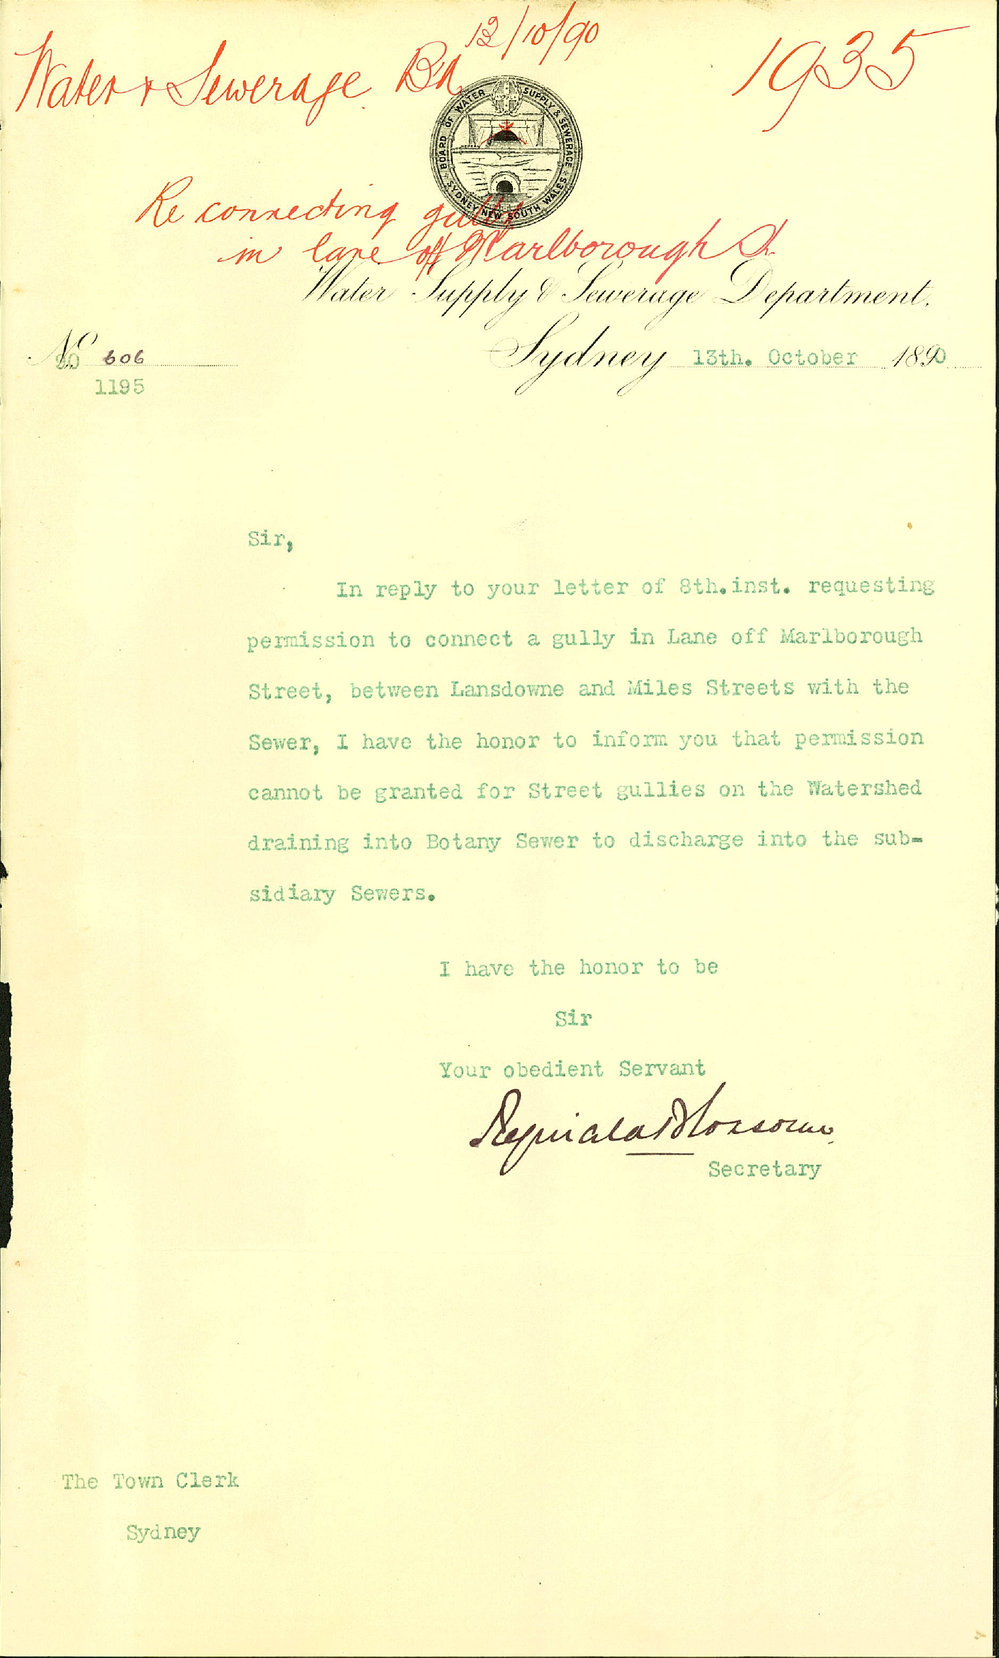 12/10/90
Water & Sewerage Bd.
1935
BOARD OF WATER SUPPLY & SEWERAGE
SYDNEY NEW SOUTH WALES
Re connecting gully
in lane off Marlborough St
Water Supply & Sewerage Department.
No 90 606
1195
Sydney 13th. October 1890
Sir,
In reply to your letter of 8th.inst. requesting
permission to connect a gully in Lane off Marlborough
Street, between Lansdowne and Miles Streets with the
Sewer, I have the honor to inform you that permission
cannot be granted for Street gullies on the Watershed
draining into Botany Sewer to discharge into the sub-
sidiary Sewers.
I have the honor to be
Sir
Your obedient Servant
Secretary
The Town Clerk
Sydney